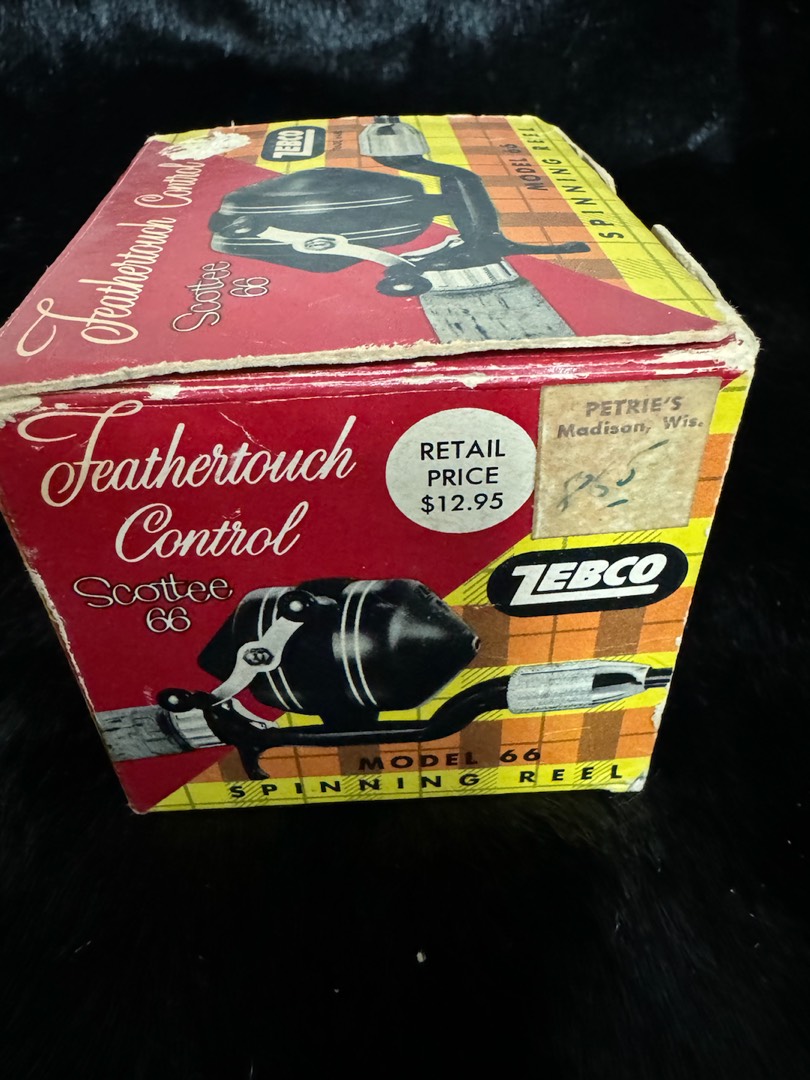 ZEBCO
MODEL 66
SPINNING REEL
Feathertouch Control
Scottee
66
Feathertouch
Control
Scottee
66
RETAIL
PRICE
$12.95
PETRIE'S
Madison, Wis.
ZEBCO
MODEL 66
SPINNING REEL